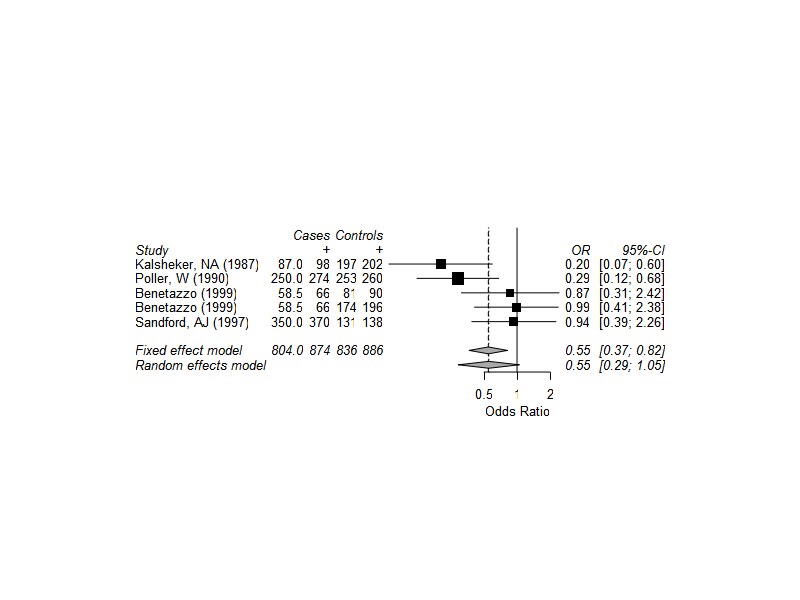 Cases Controls
Study + + OR 95%-CI
Kalsheker, NA (1987) 87.0 98 197 202 0.20 [0.07; 0.60]
Poller, W (1990) 250.0 274 253 260 0.29 [0.12; 0.68]
Benetazzo (1999) 58.5 66 81 90 0.87 [0.31; 2.42]
Benetazzo (1999) 58.5 66 174 196 0.99 [0.41; 2.38]
Sandford, AJ (1997) 350.0 370 131 138 0.94 [0.39; 2.26]
Fixed effect model 804.0 874 836 886 0.55 [0.37; 0.82]
Random effects model 0.55 [0.29; 1.05]
0.5 1 2
Odds Ratio